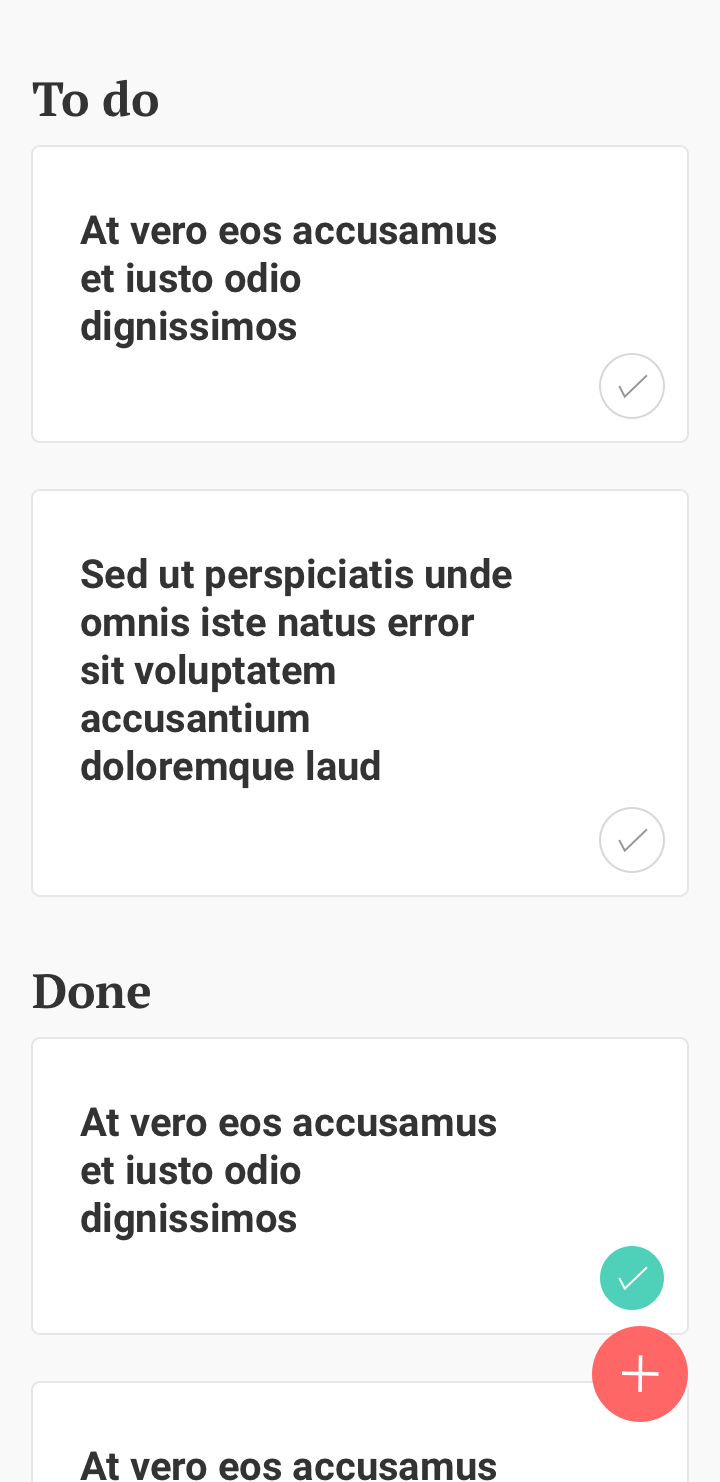 To do
At vero eos accusamus
et iusto odio
dignissimos
Sed ut perspiciatis unde
omnis iste natus error
sit voluptatem
accusantium
doloremque laud
Done
At vero eos accusamus
et iusto odio
dignissimos
At vero eos accusamus